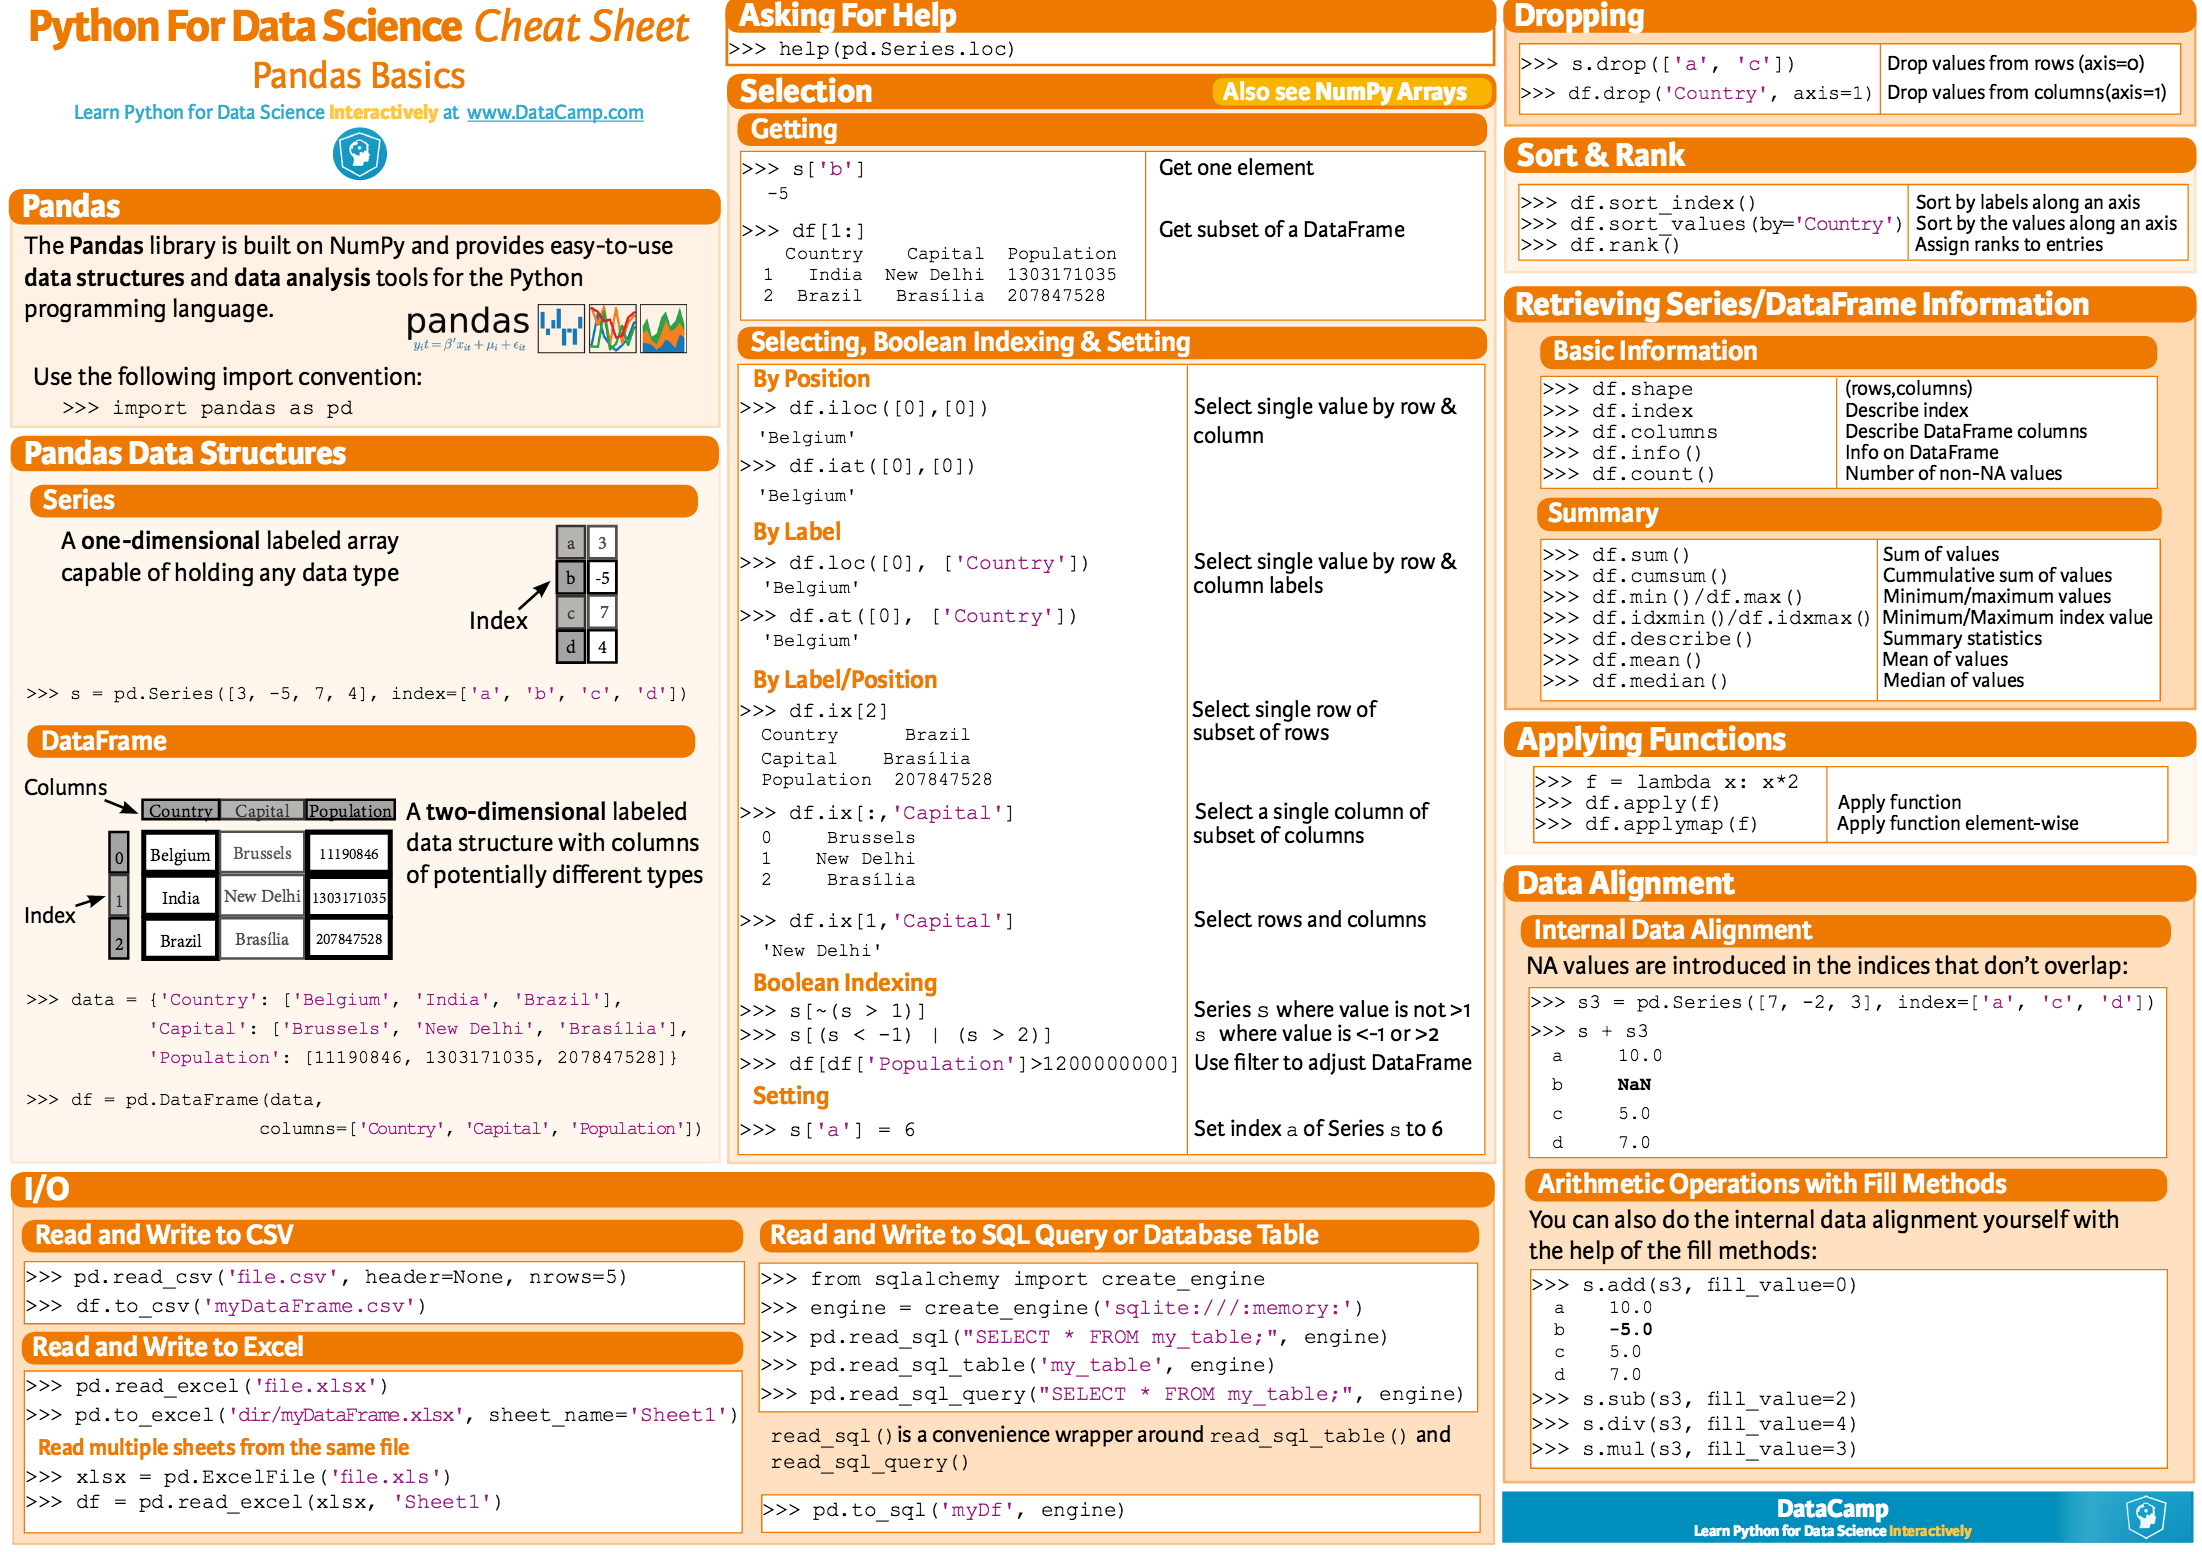 Python For Data Science Cheat Sheet
Pandas Basics
Learn Python for Data Science Interactively at www.DataCamp.com
Pandas
The Pandas library is built on NumPy and provides easy-to-use
data structures and data analysis tools for the Python
programming language.
pandas
y_i t = β'x_{it} + μ_i + ϵ_{it}
Use the following import convention:
>>> import pandas as pd
Pandas Data Structures
Series
A one-dimensional labeled array
capable of holding any data type
Index
a 3
b -5
c 7
d 4
>>> s = pd.Series([3, -5, 7, 4], index=['a', 'b', 'c', 'd'])
DataFrame
Columns
Country Capital Population
0 Belgium Brussels 11190846
1 India New Delhi 1303171035
2 Brazil Brasília 207847528
Index
A two-dimensional labeled
data structure with columns
of potentially different types
>>> data = {'Country': ['Belgium', 'India', 'Brazil'],
'Capital': ['Brussels', 'New Delhi', 'Brasília'],
'Population': [11190846, 1303171035, 207847528]}
>>> df = pd.DataFrame(data,
columns=['Country', 'Capital', 'Population'])
Asking For Help
>>> help(pd.Series.loc)
Selection
Also see NumPy Arrays
Getting
>>> s['b'] Get one element
-5
>>> df[1:] Get subset of a DataFrame
Country Capital Population
1 India New Delhi 1303171035
2 Brazil Brasília 207847528
Selecting, Boolean Indexing & Setting
By Position
>>> df.iloc([0],[0]) Select single value by row &
'Belgium' column
>>> df.iat([0],[0])
'Belgium'
By Label
>>> df.loc([0], ['Country']) Select single value by row &
'Belgium' column labels
>>> df.at([0], ['Country'])
'Belgium'
By Label/Position
>>> df.ix[2] Select single row of
Country Brazil subset of rows
Capital Brasília
Population 207847528
>>> df.ix[:,'Capital'] Select a single column of
0 Brussels subset of columns
1 New Delhi
2 Brasília
>>> df.ix[1,'Capital'] Select rows and columns
'New Delhi'
Boolean Indexing
>>> s[~(s > 1)] Series s where value is not >1
>>> s[(s < -1) | (s > 2)] s where value is <-1 or >2
>>> df[df['Population']>1200000000] Use filter to adjust DataFrame
Setting
>>> s['a'] = 6 Set index a of Series s to 6
I/O
Read and Write to CSV
>>> pd.read_csv('file.csv', header=None, nrows=5)
>>> df.to_csv('myDataFrame.csv')
Read and Write to Excel
>>> pd.read_excel('file.xlsx')
>>> pd.to_excel('dir/myDataFrame.xlsx', sheet_name='Sheet1')
Read multiple sheets from the same file
>>> xlsx = pd.ExcelFile('file.xls')
>>> df = pd.read_excel(xlsx, 'Sheet1')
Read and Write to SQL Query or Database Table
>>> from sqlalchemy import create_engine
>>> engine = create_engine('sqlite:///:memory:')
>>> pd.read_sql("SELECT * FROM my_table;", engine)
>>> pd.read_sql_table('my_table', engine)
>>> pd.read_sql_query("SELECT * FROM my_table;", engine)
read_sql() is a convenience wrapper around read_sql_table() and
read_sql_query()
>>> pd.to_sql('myDf', engine)
Dropping
>>> s.drop(['a', 'c']) Drop values from rows (axis=0)
>>> df.drop('Country', axis=1) Drop values from columns(axis=1)
Sort & Rank
>>> df.sort_index() Sort by labels along an axis
>>> df.sort_values(by='Country') Sort by the values along an axis
>>> df.rank() Assign ranks to entries
Retrieving Series/DataFrame Information
Basic Information
>>> df.shape (rows,columns)
>>> df.index Describe index
>>> df.columns Describe DataFrame columns
>>> df.info() Info on DataFrame
>>> df.count() Number of non-NA values
Summary
>>> df.sum() Sum of values
>>> df.cumsum() Cummulative sum of values
>>> df.min()/df.max() Minimum/maximum values
>>> df.idxmin()/df.idxmax() Minimum/Maximum index value
>>> df.describe() Summary statistics
>>> df.mean() Mean of values
>>> df.median() Median of values
Applying Functions
>>> f = lambda x: x*2
>>> df.apply(f) Apply function
>>> df.applymap(f) Apply function element-wise
Data Alignment
Internal Data Alignment
NA values are introduced in the indices that don’t overlap:
>>> s3 = pd.Series([7, -2, 3], index=['a', 'c', 'd'])
>>> s + s3
a 10.0
b NaN
c 5.0
d 7.0
Arithmetic Operations with Fill Methods
You can also do the internal data alignment yourself with
the help of the fill methods:
>>> s.add(s3, fill_value=0)
a 10.0
b -5.0
c 5.0
d 7.0
>>> s.sub(s3, fill_value=2)
>>> s.div(s3, fill_value=4)
>>> s.mul(s3, fill_value=3)
DataCamp
Learn Python for Data Science Interactively